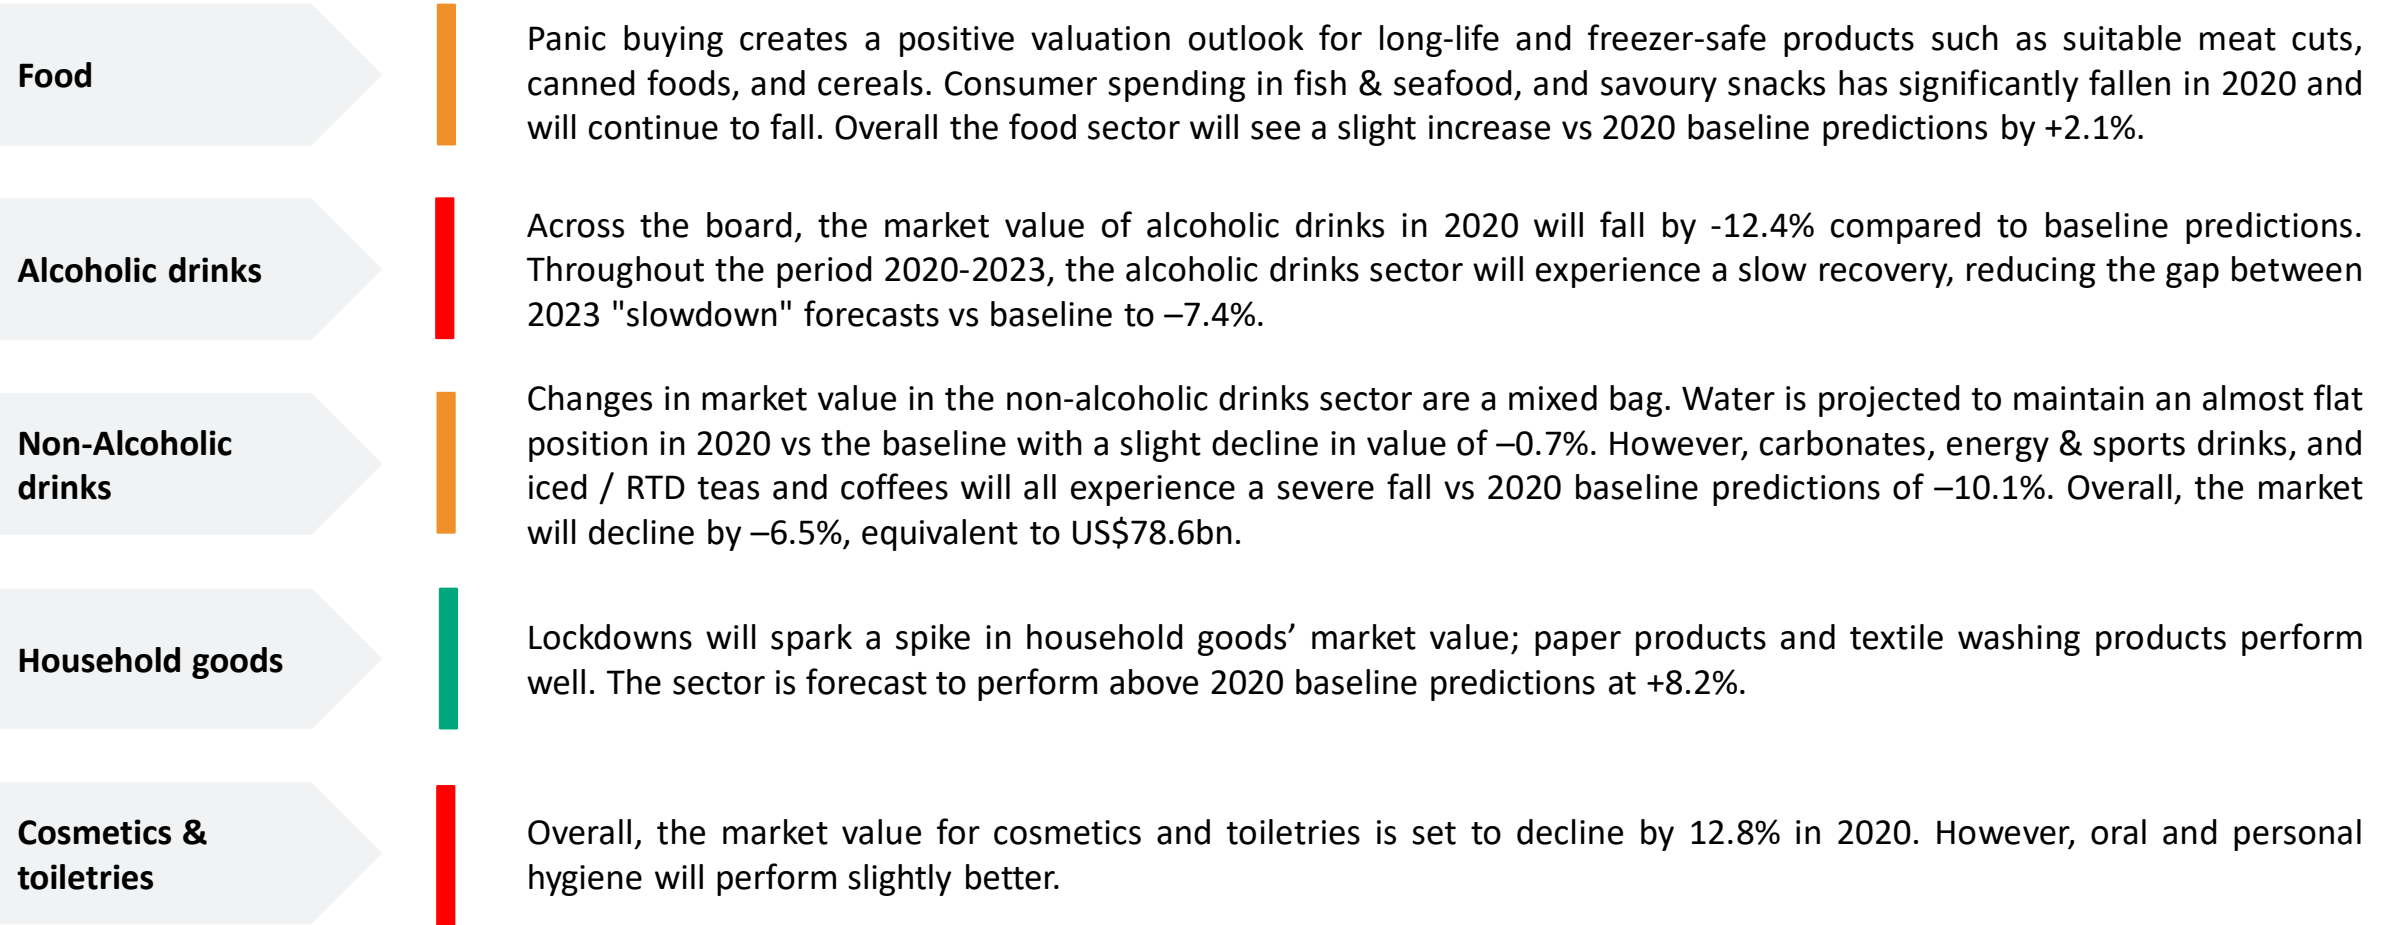 Food
Panic buying creates a positive valuation outlook for long-life and freezer-safe products such as suitable meat cuts,
canned foods, and cereals. Consumer spending in fish & seafood, and savoury snacks has significantly fallen in 2020 and
will continue to fall. Overall the food sector will see a slight increase vs 2020 baseline predictions by +2.1%.
Alcoholic drinks
Across the board, the market value of alcoholic drinks in 2020 will fall by -12.4% compared to baseline predictions.
Throughout the period 2020-2023, the alcoholic drinks sector will experience a slow recovery, reducing the gap between
2023 "slowdown" forecasts vs baseline to –7.4%.
Non-Alcoholic
drinks
Changes in market value in the non-alcoholic drinks sector are a mixed bag. Water is projected to maintain an almost flat
position in 2020 vs the baseline with a slight decline in value of –0.7%. However, carbonates, energy & sports drinks, and
iced / RTD teas and coffees will all experience a severe fall vs 2020 baseline predictions of –10.1%. Overall, the market
will decline by –6.5%, equivalent to US$78.6bn.
Household goods
Lockdowns will spark a spike in household goods’ market value; paper products and textile washing products perform
well. The sector is forecast to perform above 2020 baseline predictions at +8.2%.
Cosmetics &
toiletries
Overall, the market value for cosmetics and toiletries is set to decline by 12.8% in 2020. However, oral and personal
hygiene will perform slightly better.